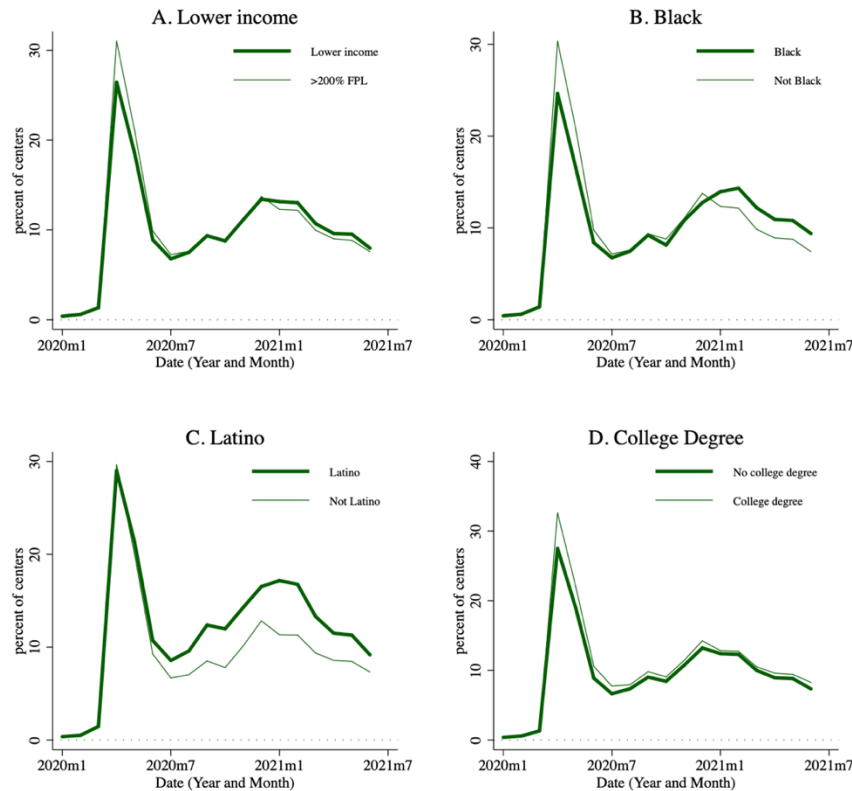 A. Lower income
30
20
10
0
percent of centers
Lower income
>200% FPL
2020m1
2020m7
2021m1
2021m7
Date (Year and Month)
B. Black
30
20
10
0
percent of centers
Black
Not Black
2020m1
2020m7
2021m1
2021m7
Date (Year and Month)
C. Latino
30
20
10
0
percent of centers
Latino
Not Latino
2020m1
2020m7
2021m1
2021m7
Date (Year and Month)
D. College Degree
40
30
20
10
0
percent of centers
No college degree
College degree
2020m1
2020m7
2021m1
2021m7
Date (Year and Month)